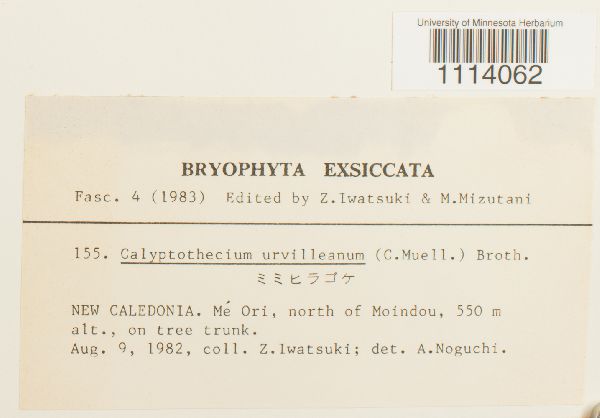 University of Minnesota Herbarium
1114062
BRYOPHYTA EXSICCATA
Fasc. 4 (1983) Edited by Z.Iwatsuki & M.Mizutani
155. Calyptothecium urvilleanum (C.Muell.) Broth.
ミミヒラゴケ
NEW CALEDONIA. Mé Ori, north of Moindou, 550 m
alt., on tree trunk.
Aug. 9, 1982, coll. Z.Iwatsuki; det. A.Noguchi.